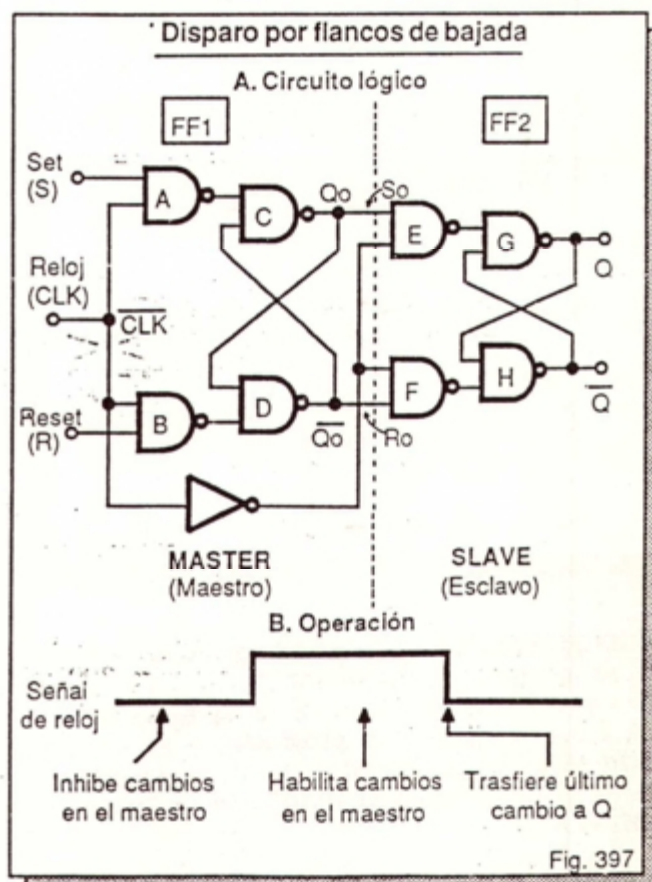 Disparo por flancos de bajada
A. Circuito lógico
FF1
FF2
Set
(S)
A
C
Qo
So
E
G
Q
Reloj
(CLK)
CLK
Reset
(R)
B
D
Qo
Ro
F
H
Q
MASTER
(Maestro)
SLAVE
(Esclavo)
B. Operación
Señal
de reloj
Inhibe cambios
en el maestro
Habilita cambios
en el maestro
Trasfiere último
cambio a Q
Fig. 397